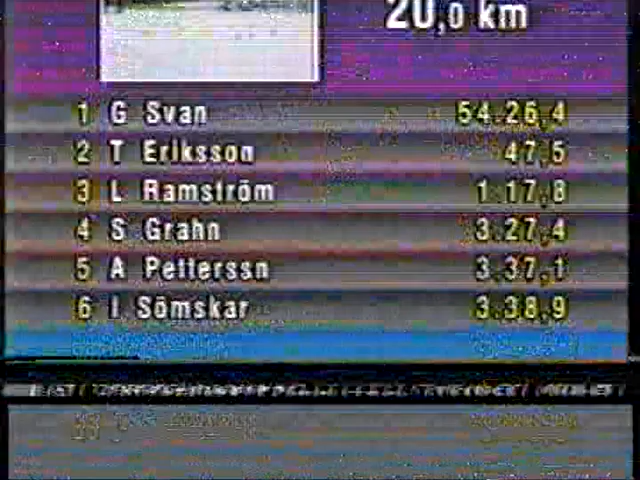 20,0 km
1 G Svan 54.26,4
2 T Eriksson 47,5
3 L Ramström 1.17,8
4 S Grahn 3.27,4
5 A Petterssn 3.37,1
6 I Sömskar 3.38,9